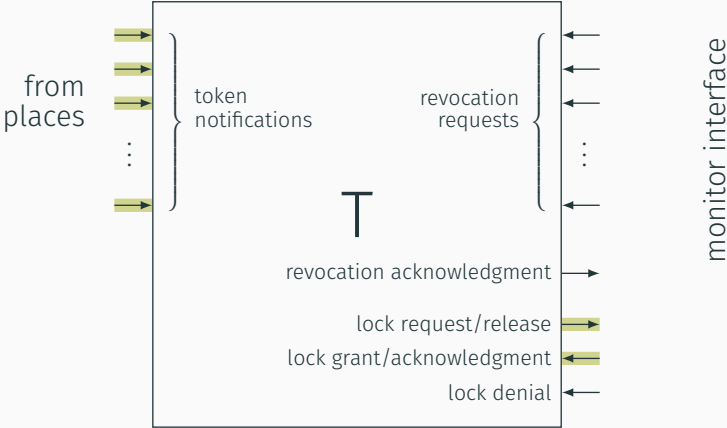 from
places
token
notifications
revocation
requests
T
revocation acknowledgment
lock request/release
lock grant/acknowledgment
lock denial
monitor interface